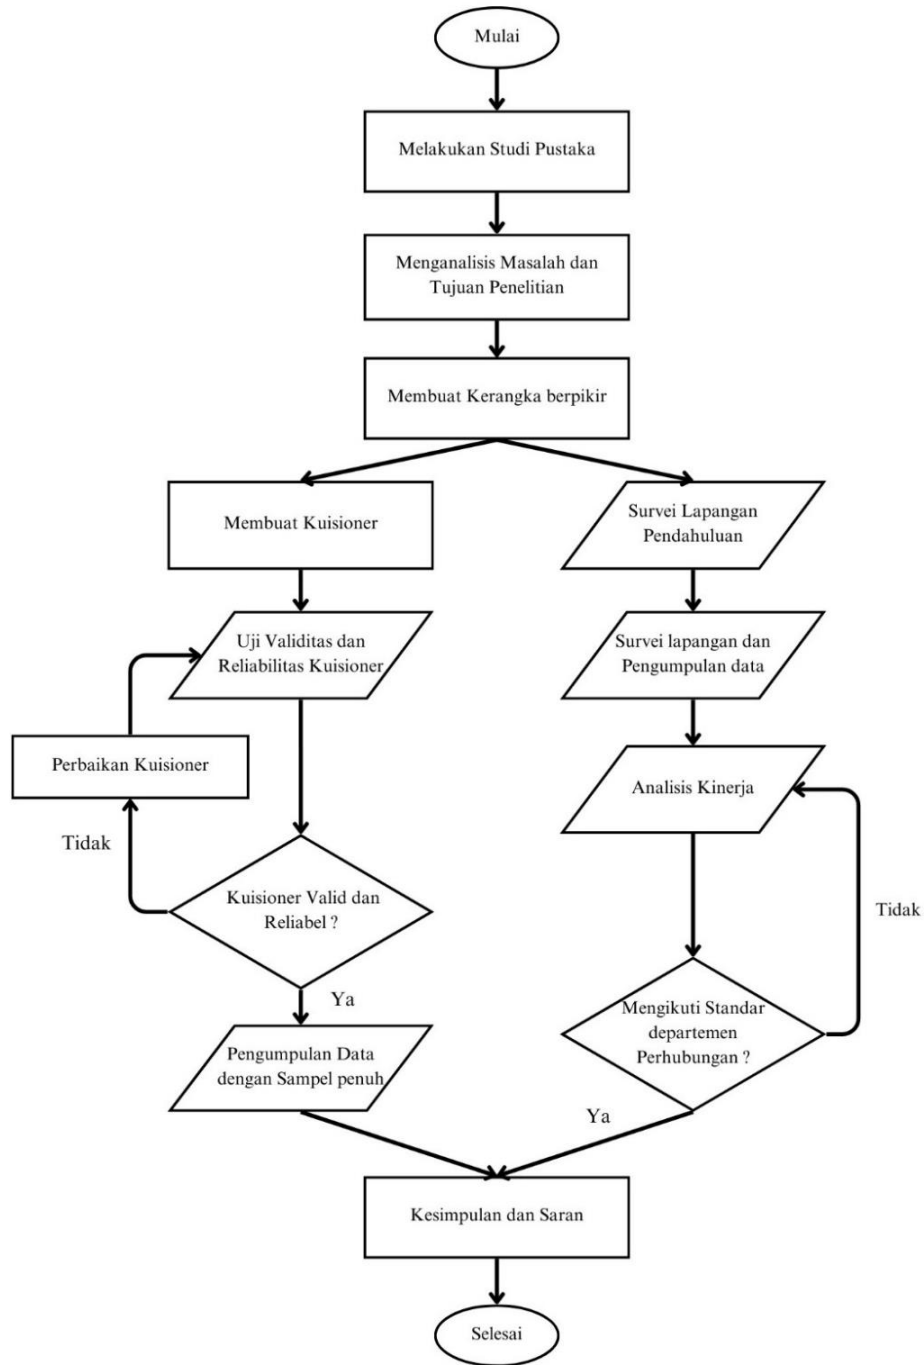 Mulai
Melakukan Studi Pustaka
Menganalisis Masalah dan
Tujuan Penelitian
Membuat Kerangka berpikir
Membuat Kuisioner
Survei Lapangan
Pendahuluan
Uji Validitas dan
Reliabilitas Kuisioner
Survei lapangan dan
Pengumpulan data
Perbaikan Kuisioner
Analisis Kinerja
Tidak
Kuisioner Valid dan
Reliabel ?
Tidak
Ya
Mengikuti Standar
departemen
Perhubungan ?
Pengumpulan Data
dengan Sampel penuh
Ya
Kesimpulan dan Saran
Selesai